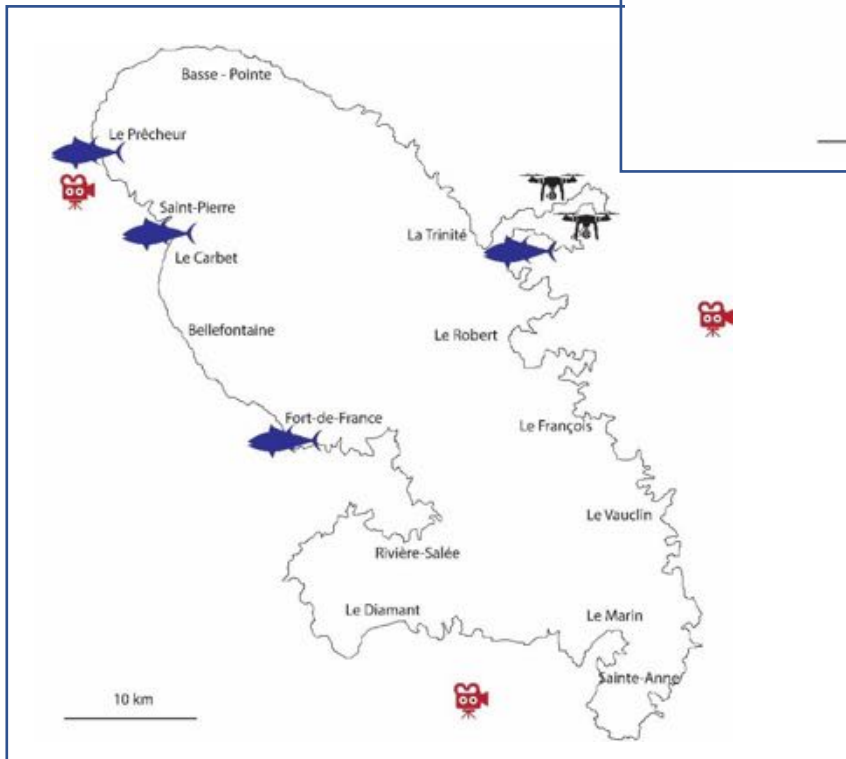 Basse - Pointe
Le Prêcheur
Saint-Pierre
La Trinité
Le Carbet
Bellefontaine
Le Robert
Fort-de-France
Le François
Le Vauclin
Rivière-Salée
Le Diamant
Le Marin
Sainte-Anne
10 km